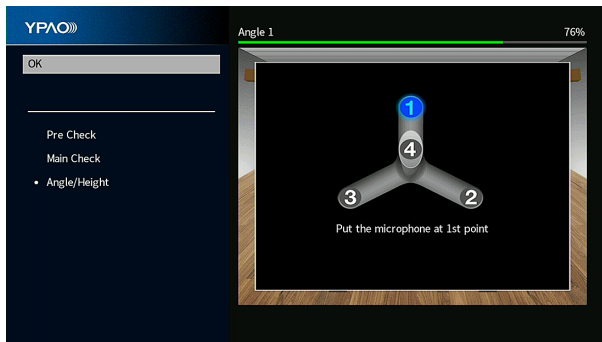 YPAO
Angle 1 76%
OK
Pre Check
Main Check
• Angle/Height
1
4
3 2
Put the microphone at 1st point